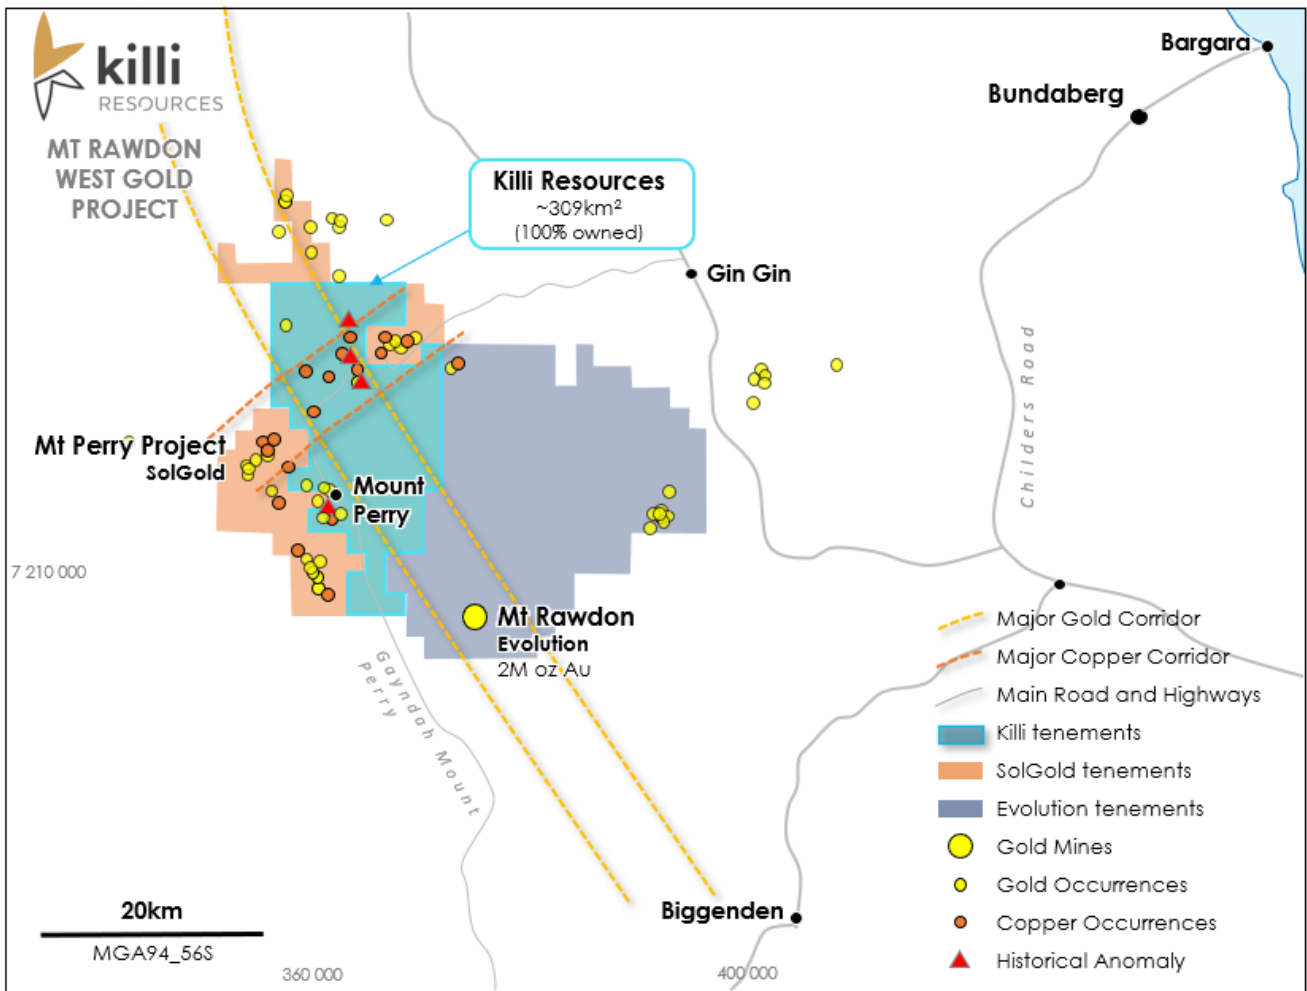 killi
RESOURCES
MT RAWDON
WEST GOLD
PROJECT
Bargara
Bundaberg
Killi Resources
~309km²
(100% owned)
Gin Gin
Childers Road
Mt Perry Project
SolGold
Mount
Perry
7 210 000
Mt Rawdon
Evolution
2M oz Au
Gayndah Mount
Perry
Major Gold Corridor
Major Copper Corridor
Main Road and Highways
Killi tenements
SolGold tenements
Evolution tenements
Gold Mines
Gold Occurrences
Copper Occurrences
Historical Anomaly
Biggenden
20km
MGA94_56S
360 000
400 000